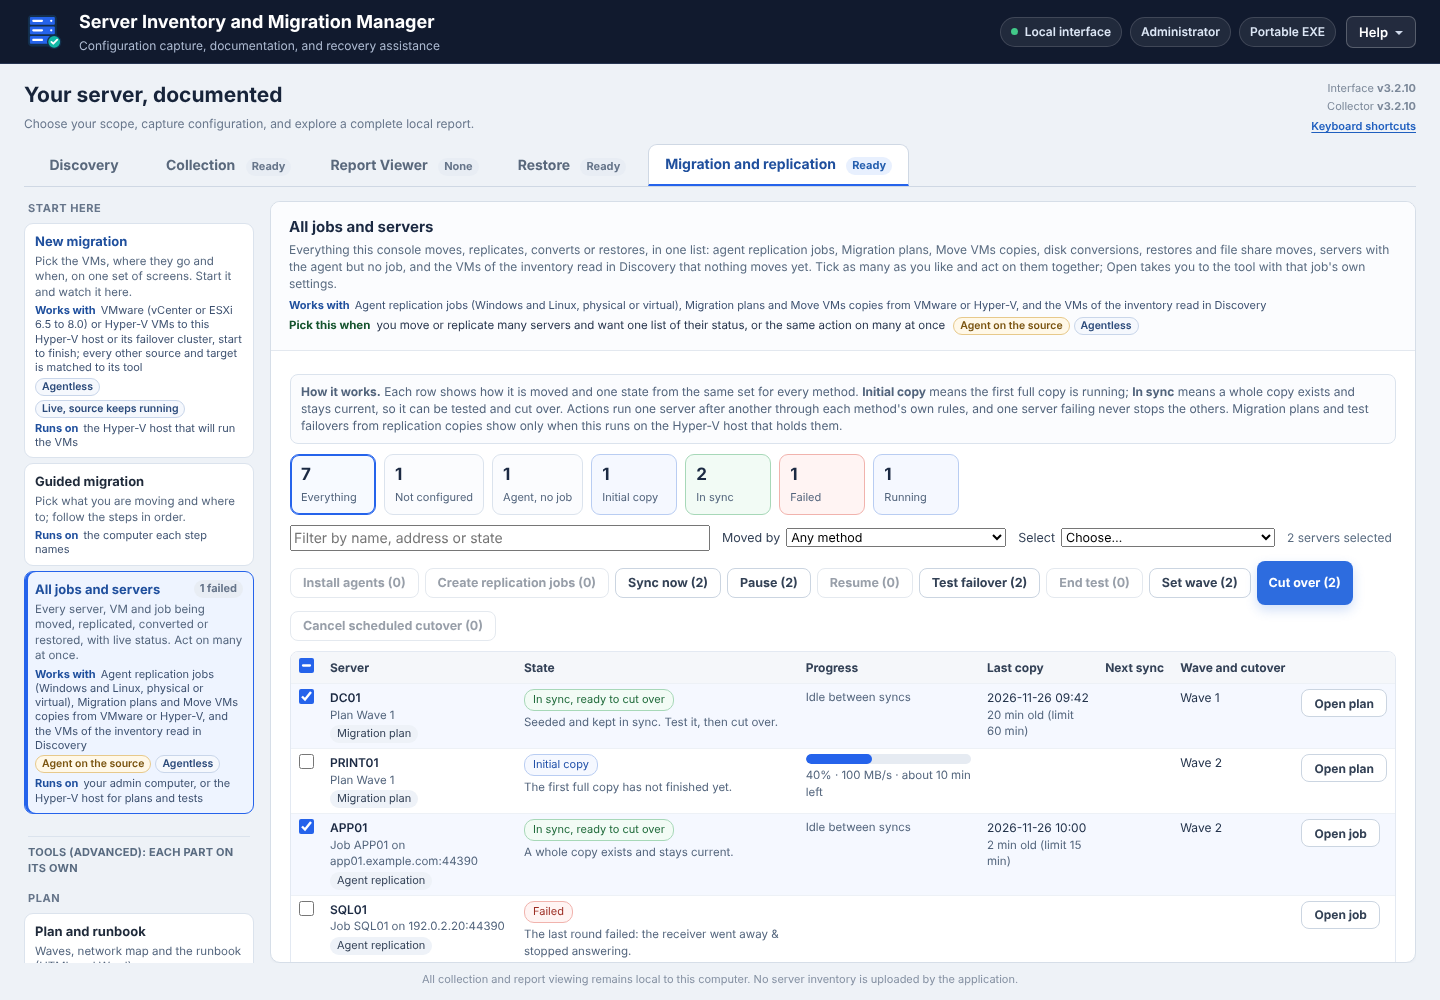 Server Inventory and Migration Manager
Configuration capture, documentation, and recovery assistance
Local interface
Administrator
Portable EXE
Help
Your server, documented
Choose your scope, capture configuration, and explore a complete local report.
Interface v3.2.10
Collector v3.2.10
Keyboard shortcuts
Discovery
Collection Ready
Report Viewer None
Restore Ready
Migration and replication Ready
START HERE
New migration
Pick the VMs, where they go and
when, on one set of screens. Start it
and watch it here.
Works with VMware (vCenter or ESXi
6.5 to 8.0) or Hyper-V VMs to this
Hyper-V host or its failover cluster, start
to finish; every other source and target
is matched to its tool
Agentless
Live, source keeps running
Runs on the Hyper-V host that will run
the VMs
Guided migration
Pick what you are moving and where
to; follow the steps in order.
Runs on the computer each step
names
All jobs and servers 1 failed
Every server, VM and job being
moved, replicated, converted or
restored, with live status. Act on many
at once.
Works with Agent replication jobs
(Windows and Linux, physical or
virtual), Migration plans and Move VMs
copies from VMware or Hyper-V, and
the VMs of the inventory read in
Discovery
Agent on the source Agentless
Runs on your admin computer, or the
Hyper-V host for plans and tests
TOOLS (ADVANCED): EACH PART ON
ITS OWN
PLAN
Plan and runbook
Waves, network map and the runbook
All jobs and servers
Everything this console moves, replicates, converts or restores, in one list: agent replication jobs, Migration plans, Move VMs copies, disk conversions, restores and file share moves, servers with
the agent but no job, and the VMs of the inventory read in Discovery that nothing moves yet. Tick as many as you like and act on them together; Open takes you to the tool with that job's own
settings.
Works with Agent replication jobs (Windows and Linux, physical or virtual), Migration plans and Move VMs copies from VMware or Hyper-V, and the VMs of the inventory read in Discovery
Pick this when you move or replicate many servers and want one list of their status, or the same action on many at once Agent on the source Agentless
How it works. Each row shows how it is moved and one state from the same set for every method. Initial copy means the first full copy is running; In sync means a whole copy exists and
stays current, so it can be tested and cut over. Actions run one server after another through each method's own rules, and one server failing never stops the others. Migration plans and test
failovers from replication copies show only when this runs on the Hyper-V host that holds them.
7
Everything
1
Not configured
1
Agent, no job
1
Initial copy
2
In sync
1
Failed
1
Running
Filter by name, address or state
Moved by Any method
Select Choose...
2 servers selected
Install agents (0)
Create replication jobs (0)
Sync now (2)
Pause (2)
Resume (0)
Test failover (2)
End test (0)
Set wave (2)
Cut over (2)
Cancel scheduled cutover (0)
Server State Progress Last copy Next sync Wave and cutover
DC01
Plan Wave 1
Migration plan
In sync, ready to cut over
Seeded and kept in sync. Test it, then cut over.
Idle between syncs
2026-11-26 09:42
20 min old (limit
60 min)
Wave 1
Open plan
PRINT01
Plan Wave 1
Migration plan
Initial copy
The first full copy has not finished yet.
40% · 100 MB/s · about 10 min
left
Wave 2
Open plan
APP01
Job APP01 on
app01.example.com:44390
Agent replication
In sync, ready to cut over
A whole copy exists and stays current.
Idle between syncs
2026-11-26 10:00
2 min old (limit 15
min)
Wave 2
Open job
SQL01
Job SQL01 on 192.0.2.20:44390
Agent replication
Failed
The last round failed: the receiver went away &
stopped answering.
Open job
All collection and report viewing remains local to this computer. No server inventory is uploaded by the application.